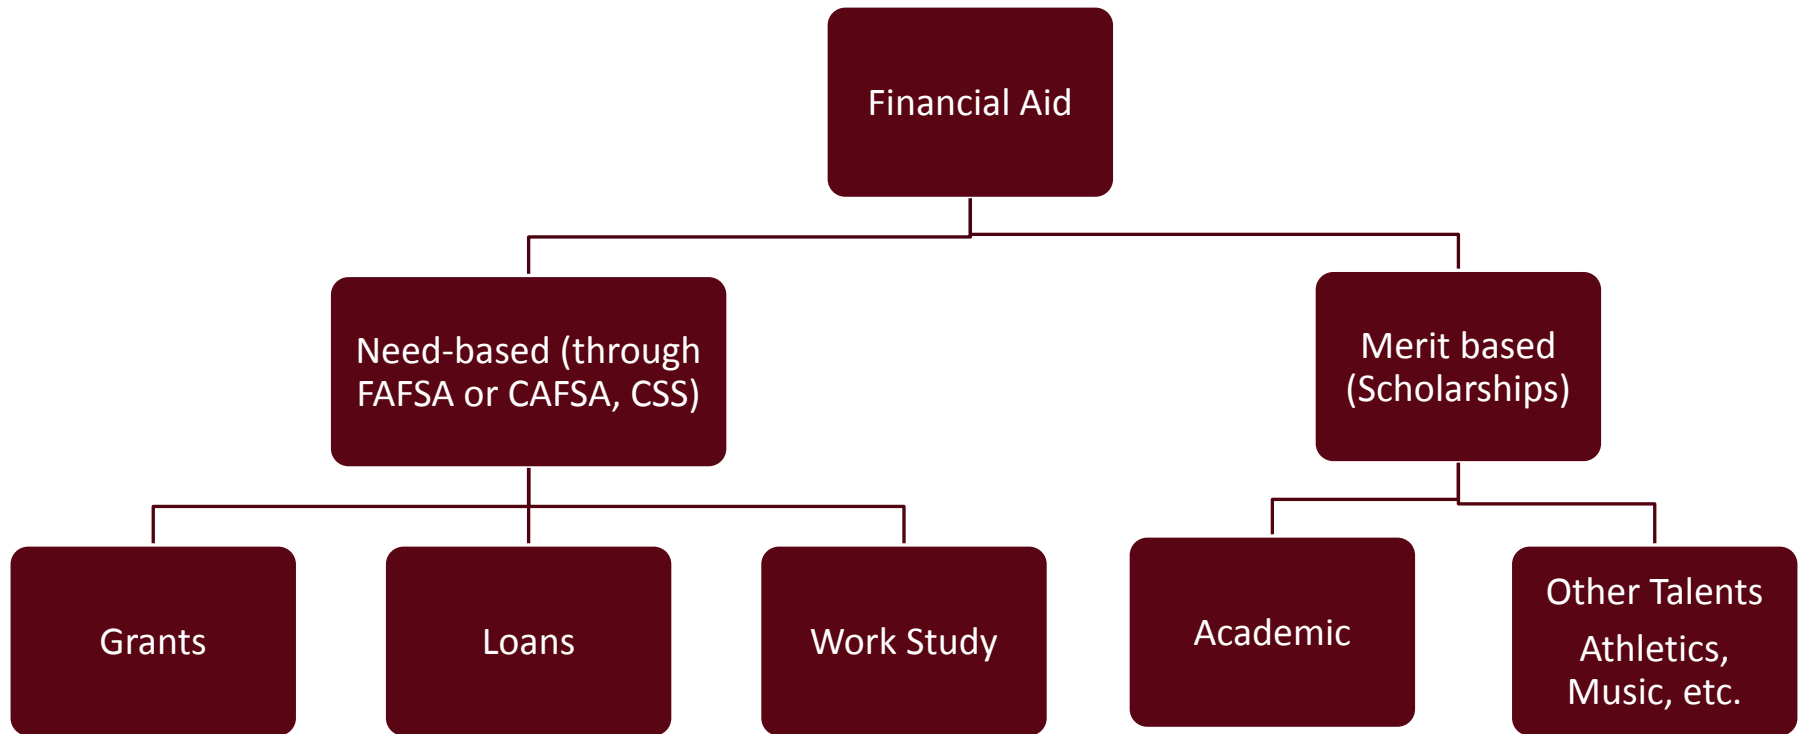 Financial Aid
Need-based (through
FAFSA or CAFSA, CSS)
Merit based
(Scholarships)
Grants
Loans
Work Study
Academic
Other Talents
Athletics,
Music, etc.